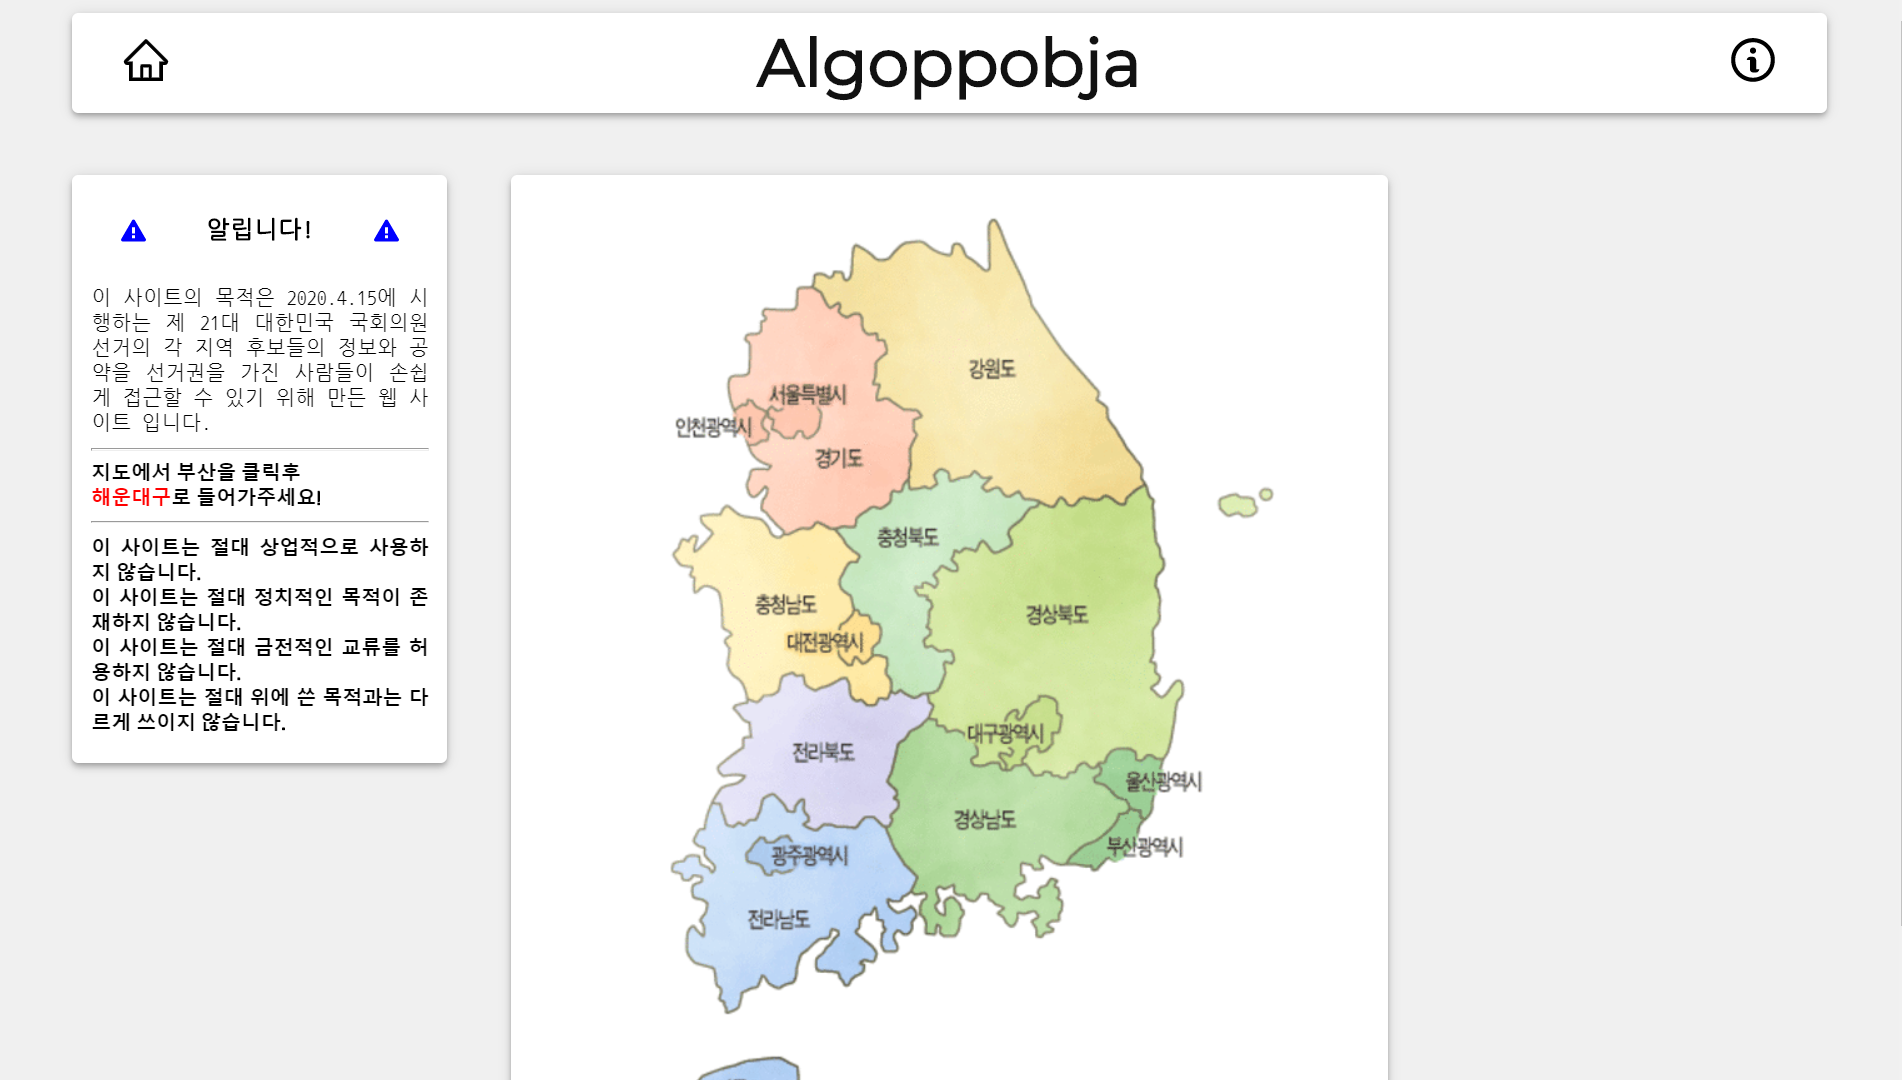 Algoppobja
알립니다!
이 사이트의 목적은 2020.4.15에 시
행하는 제 21대 대한민국 국회의원
선거의 각 지역 후보들의 정보와 공
약을 선거권을 가진 사람들이 손쉽
게 접근할 수 있기 위해 만든 웹 사
이트 입니다.
지도에서 부산을 클릭후
해운대구로 들어가주세요!
이 사이트는 절대 상업적으로 사용하
지 않습니다.
이 사이트는 절대 정치적인 목적이 존
재하지 않습니다.
이 사이트는 절대 금전적인 교류를 허
용하지 않습니다.
이 사이트는 절대 위에 쓴 목적과는 다
르게 쓰이지 않습니다.
강원도
서울특별시
인천광역시
경기도
충청북도
충청남도
경상북도
대전광역시
대구광역시
전라북도
울산광역시
경상남도
부산광역시
광주광역시
전라남도